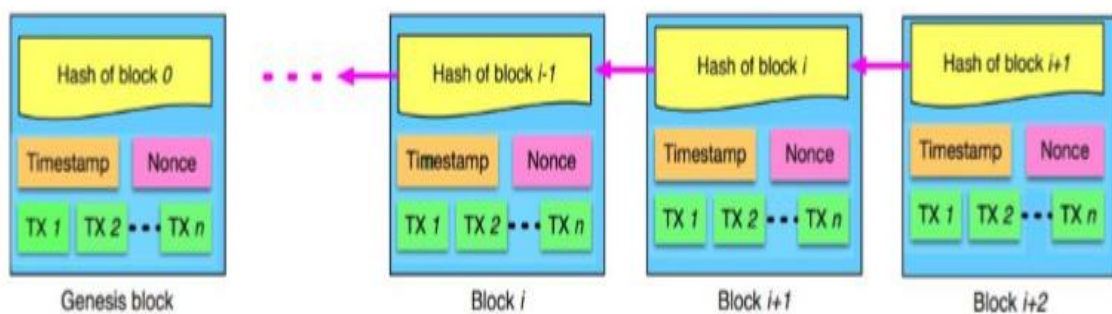 Hash of block 0
Hash of block i-1
Hash of block i
Hash of block i+1
Timestamp Nonce
Timestamp Nonce
Timestamp Nonce
Timestamp Nonce
TX 1 TX 2 TX n
TX 1 TX 2 TX n
TX 1 TX 2 TX n
TX 1 TX 2 TX n
Genesis block
Block i
Block i+1
Block i+2